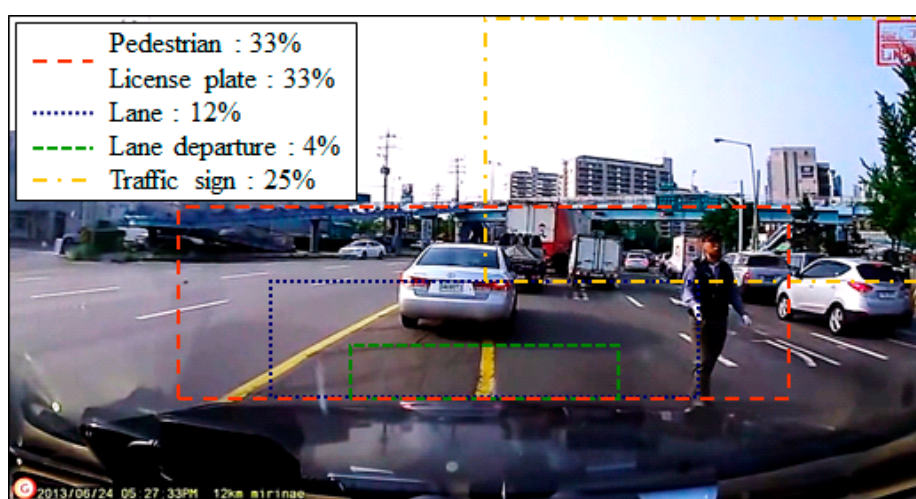 Pedestrian : 33%
License plate : 33%
Lane : 12%
Lane departure : 4%
Traffic sign : 25%
2013/06/24 05:27:33PM 12km mirinae